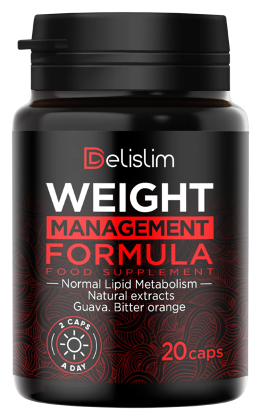 Delislim
WEIGHT
MANAGEMENT
FORMULA
FOOD SUPPLEMENT
Normal Lipid Metabolism
Natural extracts
Guava. Bitter orange
2 CAPS
A DAY
20 caps